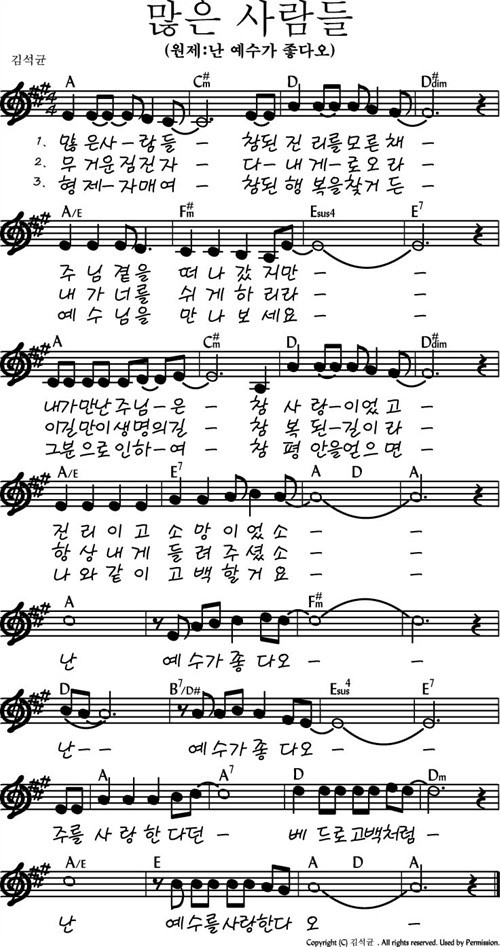 많은 사람들
(원제:난 예수가 좋다오)
김석균
A C#m D D#dim
4/4
1. 많은사-람들 - 참된 진 리를모른 채 -
2. 무거운짐진자 - 다-내게-로오라 -
3. 형제-자매여 - 참된 행 복을찾거든 -
A/E F#m Esus4 E7
주님곁을 떠나갔지만 - -
내가너를 쉬게하리라 - -
예수님을 만나보세요 - -
A C#m D D#dim
내가만난주님-은 - 참 사랑-이었고 -
이길만이생명의길 - 참 복된-길이라 -
그분으로인하-여 - 참 평안을얻으면 -
A/E E7 A D A
진리이고 소망이었소 - -
항상내게 들려주셨소 - -
나와같이 고백할거요 - -
A F#m
난 예수가좋 다오 - -
D B7/D# Esus4 E7
난-- 예수가좋 다오 - -
A A7 D Dm
주를 사랑한다던 - 베드로고백처럼 -
A/E E A D A
난 예수를사랑한다 오 -
Copyright (C) 김석균 . All rights reserved. Used by Permission.